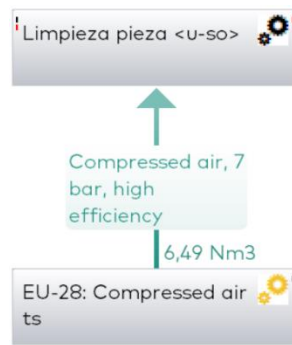 Limpieza pieza <u-so>
Compressed air, 7
bar, high
efficiency
6,49 Nm3
EU-28: Compressed air
ts